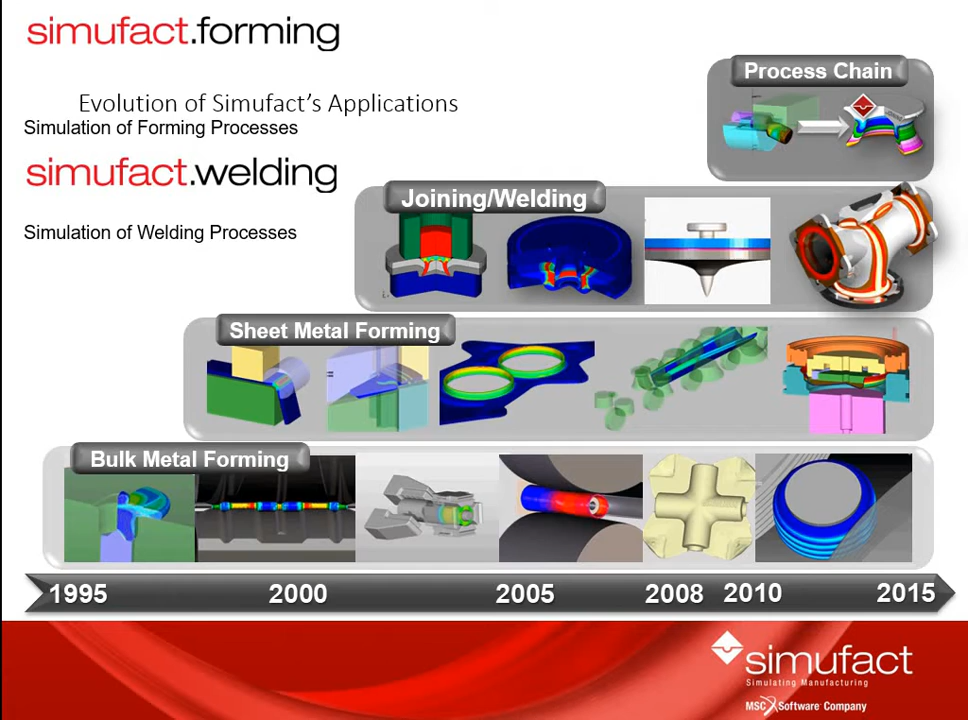 simufact.forming
Evolution of Simufact's Applications
Simulation of Forming Processes
simufact.welding
Simulation of Welding Processes
Process Chain
Joining/Welding
Sheet Metal Forming
Bulk Metal Forming
1995 2000 2005 2008 2010 2015
simufact
Simulating Manufacturing
MSC Software Company